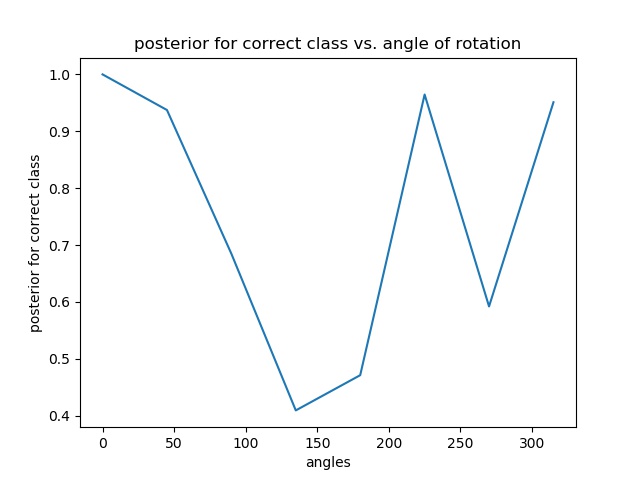 posterior for correct class vs. angle of rotation
1.0
0.9
0.8
0.7
0.6
0.5
0.4
posterior for correct class
0 50 100 150 200 250 300
angles